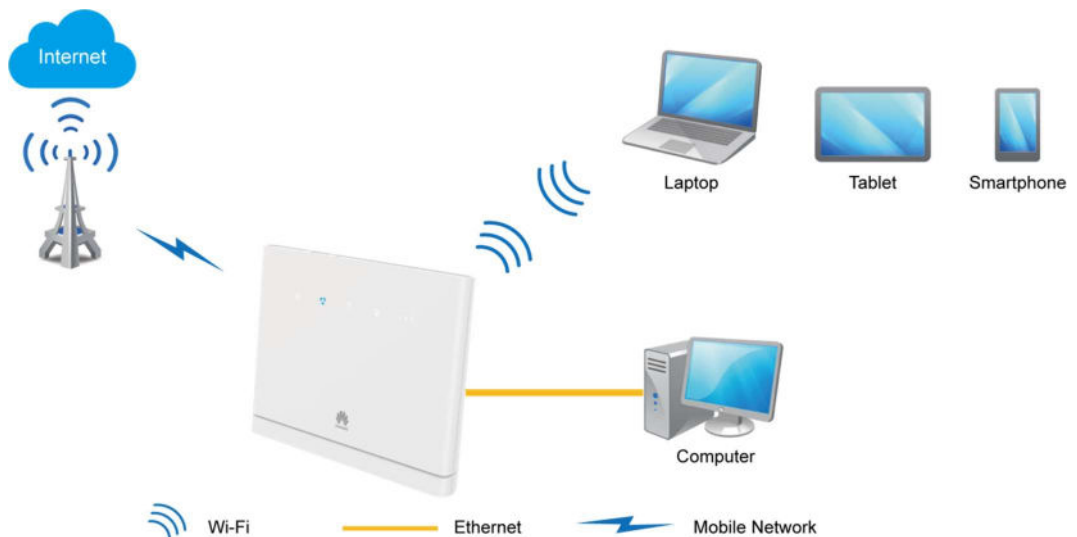 Internet
Laptop
Tablet
Smartphone
Computer
Wi-Fi
Ethernet
Mobile Network